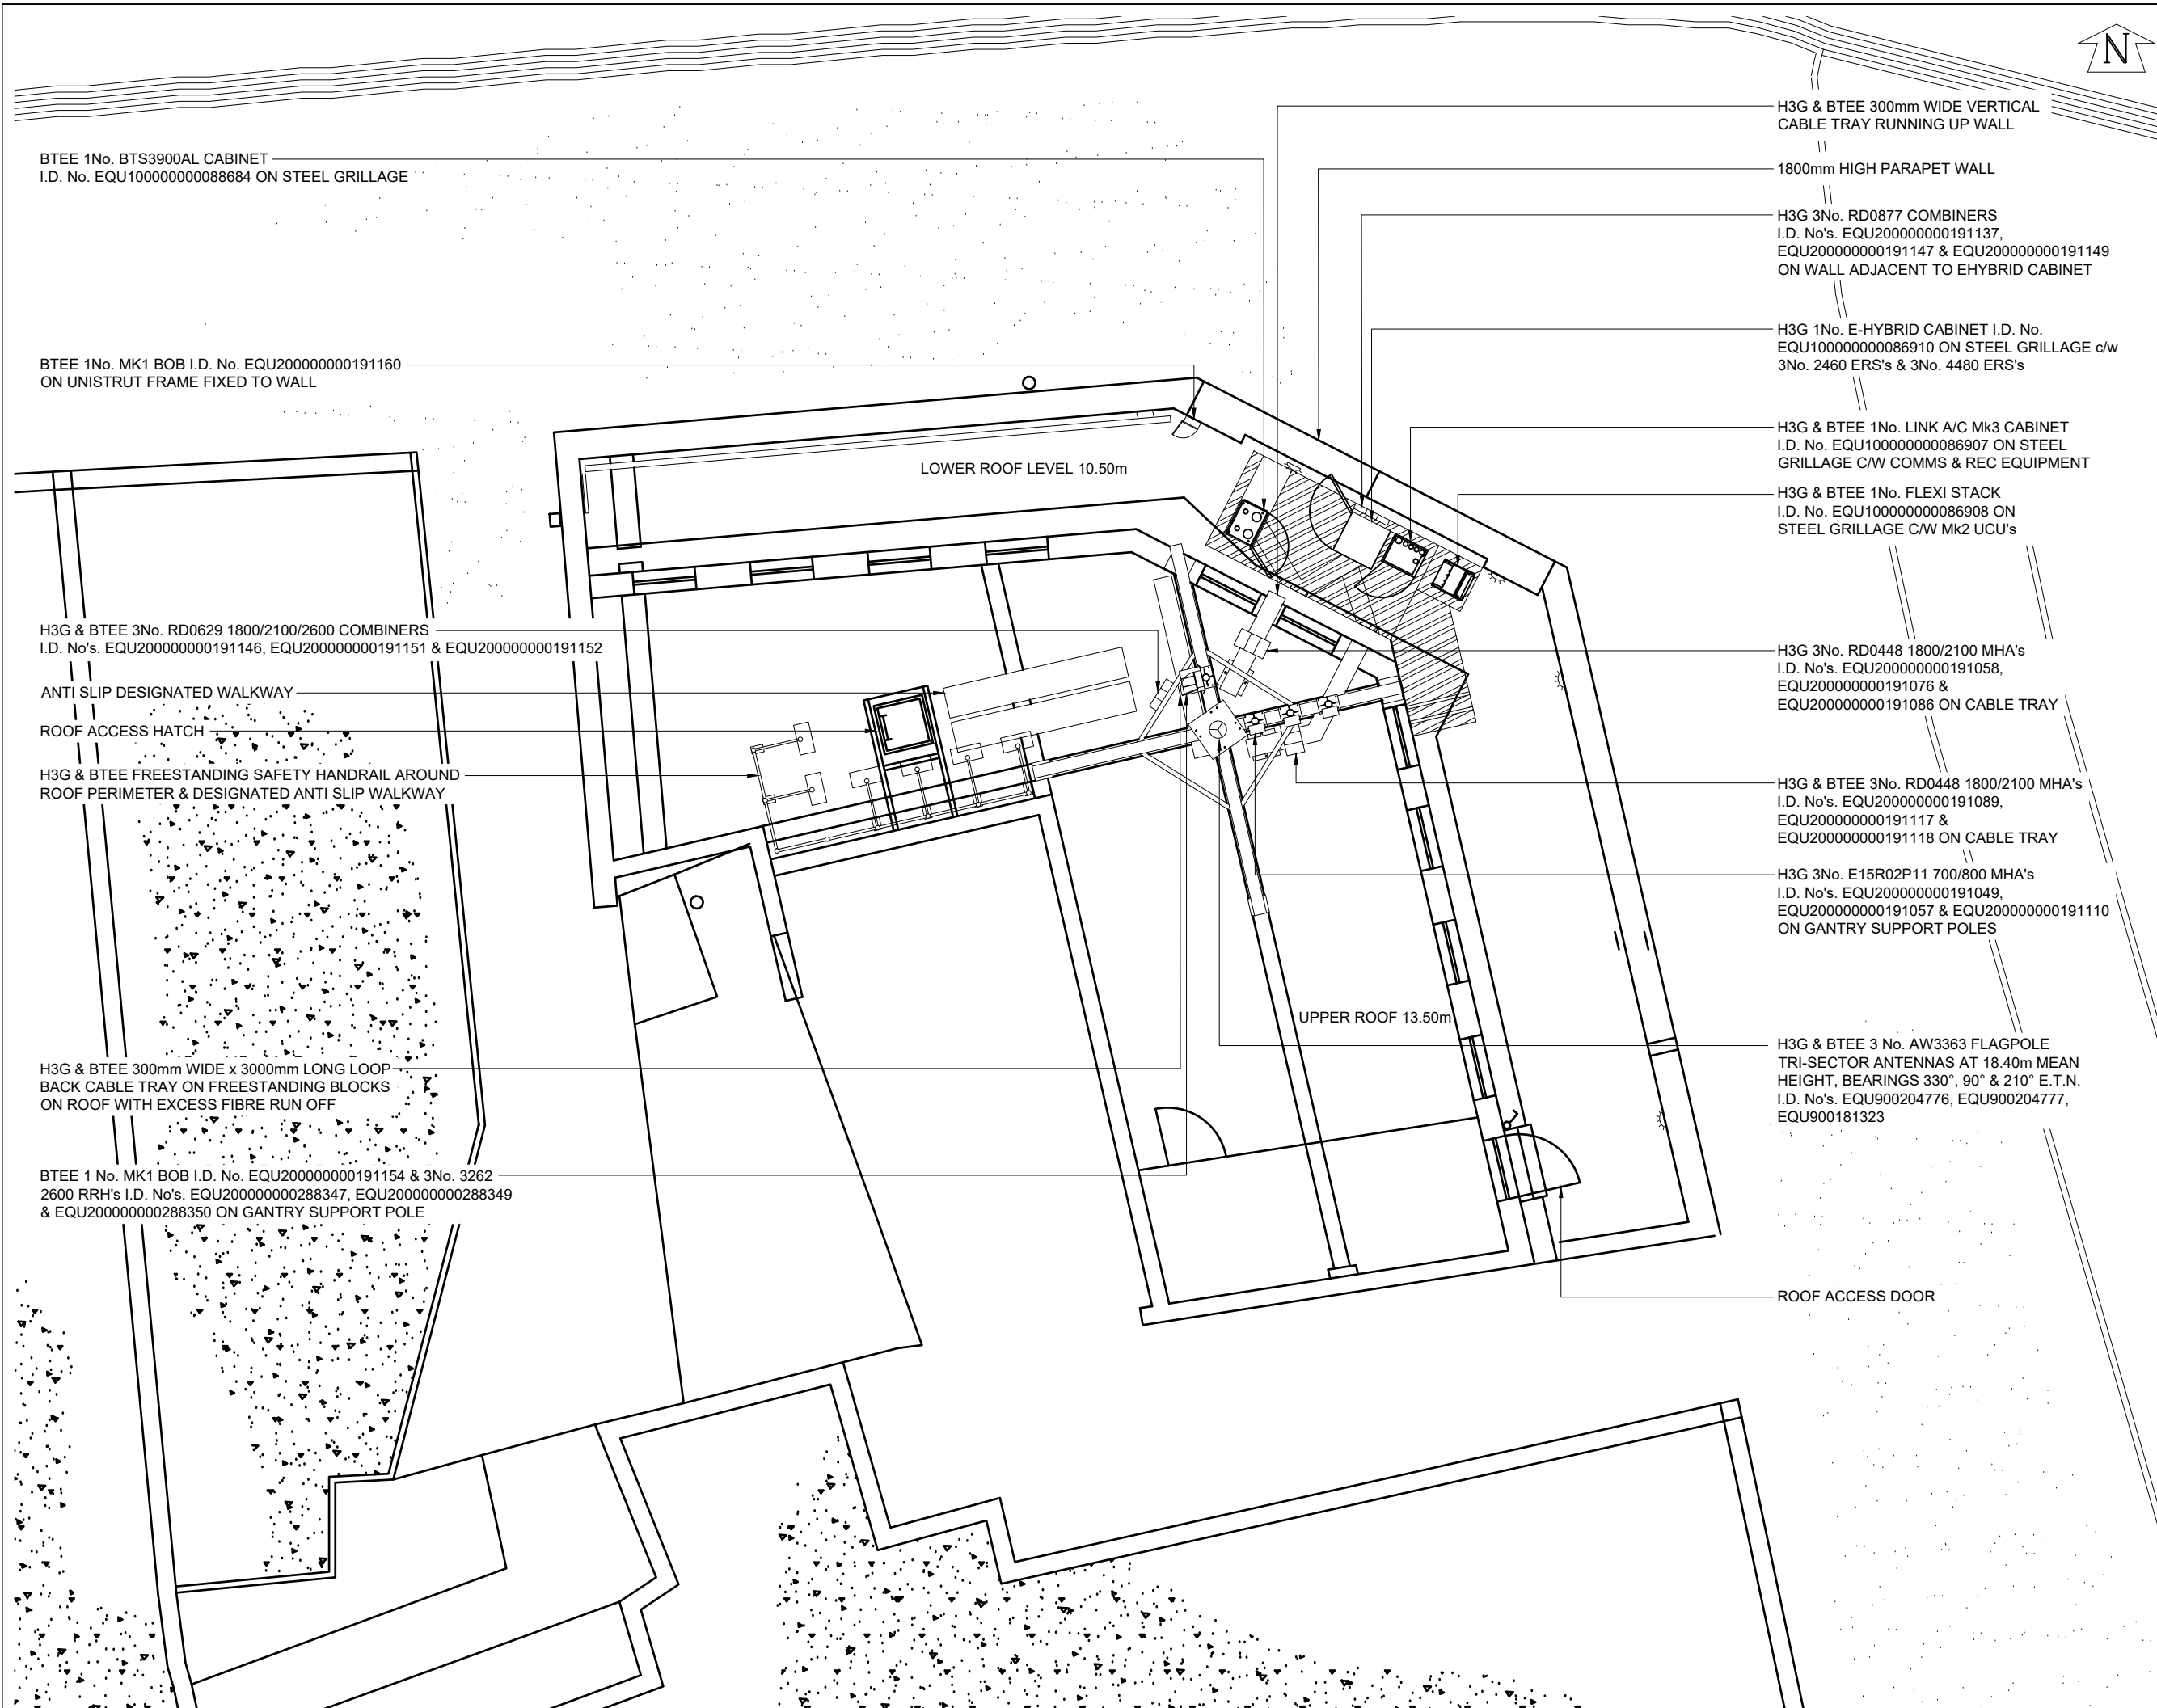 N
BTEE 1No. BTS3900AL CABINET
I.D. No. EQU100000000088684 ON STEEL GRILLAGE
BTEE 1No. MK1 BOB I.D. No. EQU200000000191160
ON UNISTRUT FRAME FIXED TO WALL
H3G & BTEE 3No. RD0629 1800/2100/2600 COMBINERS
I.D. No's. EQU200000000191146, EQU200000000191151 & EQU200000000191152
ANTI SLIP DESIGNATED WALKWAY
ROOF ACCESS HATCH
H3G & BTEE FREESTANDING SAFETY HANDRAIL AROUND
ROOF PERIMETER & DESIGNATED ANTI SLIP WALKWAY
H3G & BTEE 300mm WIDE x 3000mm LONG LOOP
BACK CABLE TRAY ON FREESTANDING BLOCKS
ON ROOF WITH EXCESS FIBRE RUN OFF
BTEE 1 No. MK1 BOB I.D. No. EQU200000000191154 & 3No. 3262
2600 RRH's I.D. No's. EQU200000000288347, EQU200000000288349
& EQU200000000288350 ON GANTRY SUPPORT POLE
LOWER ROOF LEVEL 10.50m
UPPER ROOF 13.50m
H3G & BTEE 300mm WIDE VERTICAL
CABLE TRAY RUNNING UP WALL
1800mm HIGH PARAPET WALL
H3G 3No. RD0877 COMBINERS
I.D. No's. EQU200000000191137,
EQU200000000191147 & EQU200000000191149
ON WALL ADJACENT TO EHYBRID CABINET
H3G 1No. E-HYBRID CABINET I.D. No.
EQU100000000086910 ON STEEL GRILLAGE c/w
3No. 2460 ERS's & 3No. 4480 ERS's
H3G & BTEE 1No. LINK A/C Mk3 CABINET
I.D. No. EQU100000000086907 ON STEEL
GRILLAGE C/W COMMS & REC EQUIPMENT
H3G & BTEE 1No. FLEXI STACK
I.D. No. EQU100000000086908 ON
STEEL GRILLAGE C/W Mk2 UCU's
H3G 3No. RD0448 1800/2100 MHA's
I.D. No's. EQU200000000191058,
EQU200000000191076 &
EQU200000000191086 ON CABLE TRAY
H3G & BTEE 3No. RD0448 1800/2100 MHA's
I.D. No's. EQU200000000191089,
EQU200000000191117 &
EQU200000000191118 ON CABLE TRAY
H3G 3No. E15R02P11 700/800 MHA's
I.D. No's. EQU200000000191049,
EQU200000000191057 & EQU200000000191110
ON GANTRY SUPPORT POLES
H3G & BTEE 3 No. AW3363 FLAGPOLE
TRI-SECTOR ANTENNAS AT 18.40m MEAN
HEIGHT, BEARINGS 330°, 90° & 210° E.T.N.
I.D. No's. EQU900204776, EQU900204777,
EQU900181323
ROOF ACCESS DOOR